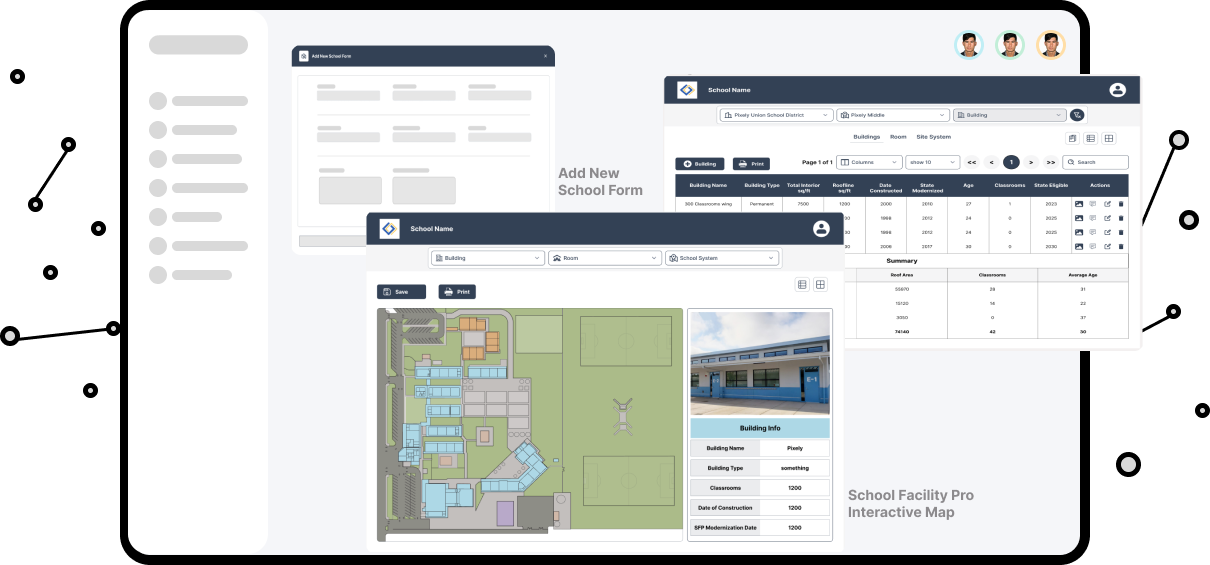 Add New School Form
Add New
School Form
School Name
Pixely Union School District
Pixely Middle
Building
Buildings Room Site System
Building
Print
Page 1 of 1
Columns
show 10
<< < 1 > >>
Search
Building Name Building Type Total Interior sq/ft Roofline sq/ft Date Constructed State Modernized Age Classrooms State Eligible Actions
300 Classrooms wing Permanent 7500 1200 2000 2010 27 1 2023
1998 2012 24 0 2025
1998 2012 24 0 2025
2009 2017 30 0 2030
Summary
Roof Area Classrooms Average Age
55970 28 31
15120 14 22
3050 0 37
74140 42 30
School Name
Building
Room
School System
Save
Print
E-1
Building Info
Building Name Pixely
Building Type something
Classrooms 1200
Date of Construction 1200
SFP Modernization Date 1200
School Facility Pro
Interactive Map